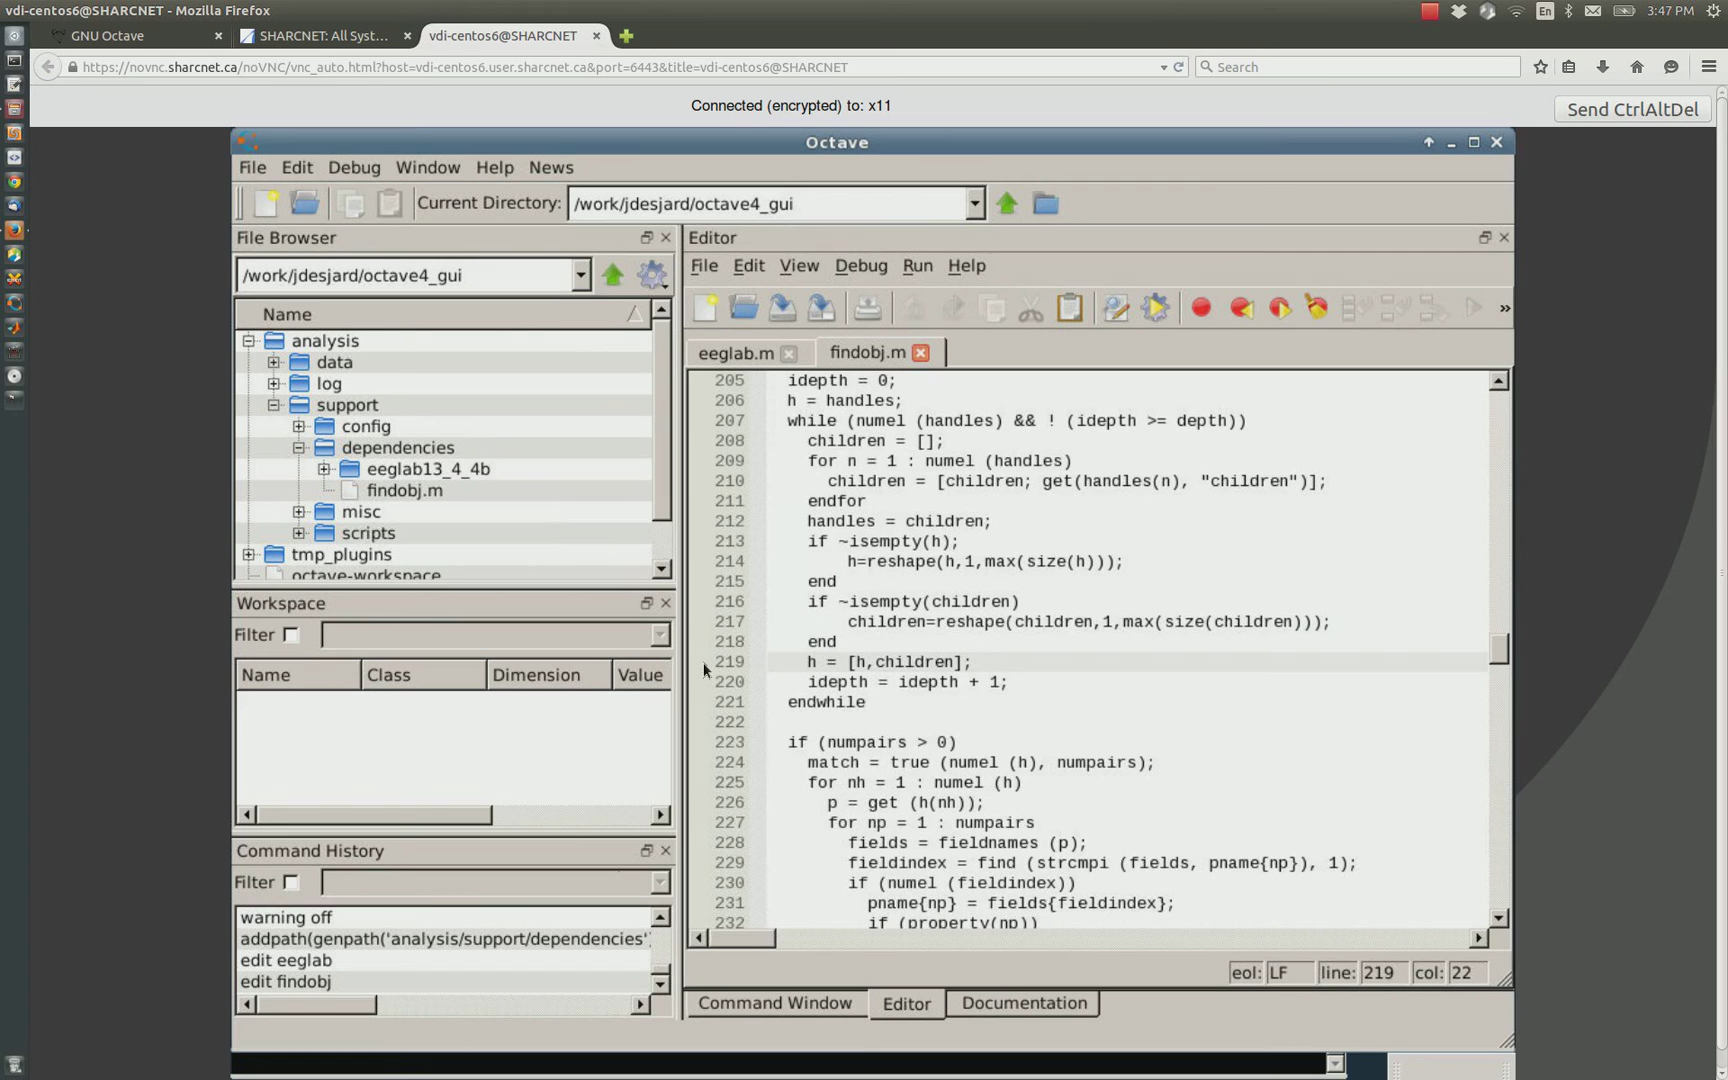 vdi-centos6@SHARCNET - Mozilla Firefox
En
3:47 PM
GNU Octave
SHARCNET: All Syst...
vdi-centos6@SHARCNET
https://novnc.sharcnet.ca/noVNC/vnc_auto.html?host=vdi-centos6.user.sharcnet.ca&port=6443&title=vdi-centos6@SHARCNET
Search
Connected (encrypted) to: x11
Send CtrlAltDel
Octave
File Edit Debug Window Help News
Current Directory: /work/jdesjard/octave4_gui
File Browser
/work/jdesjard/octave4_gui
Name
analysis
data
log
support
config
dependencies
eeglab13_4_4b
findobj.m
misc
scripts
tmp_plugins
octave-workspace
Workspace
Filter
Name Class Dimension Value
Command History
Filter
warning off
addpath(genpath('analysis/support/dependencies'
edit eeglab
edit findobj
Editor
File Edit View Debug Run Help
»
eeglab.m findobj.m
205 idepth = 0;
206 h = handles;
207 while (numel (handles) && ! (idepth >= depth))
208 children = [];
209 for n = 1 : numel (handles)
210 children = [children; get(handles(n), "children")];
211 endfor
212 handles = children;
213 if ~isempty(h);
214 h=reshape(h,1,max(size(h)));
215 end
216 if ~isempty(children)
217 children=reshape(children,1,max(size(children)));
218 end
219 h = [h,children];
220 idepth = idepth + 1;
221 endwhile
222
223 if (numpairs > 0)
224 match = true (numel (h), numpairs);
225 for nh = 1 : numel (h)
226 p = get (h(nh));
227 for np = 1 : numpairs
228 fields = fieldnames (p);
229 fieldindex = find (strcmpi (fields, pname{np}), 1);
230 if (numel (fieldindex))
231 pname{np} = fields{fieldindex};
232 if (property(np))
eol: LF line: 219 col: 22
Command Window Editor Documentation